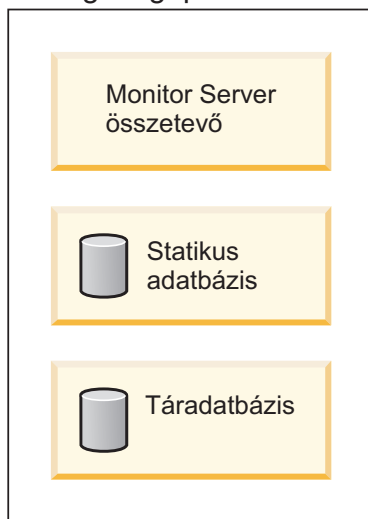 Monitor Server
összetevő
Statikus
adatbázis
Táradatbázis